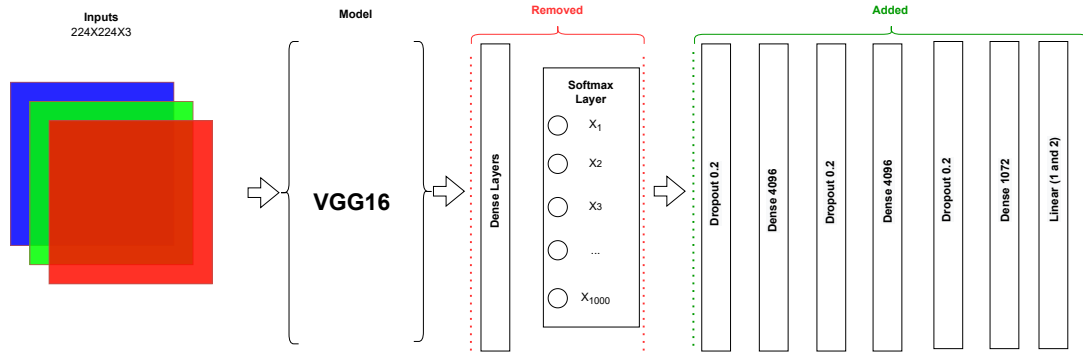 Inputs
224X224X3
Model
Removed
Added
VGG16
Dense Layers
Softmax
Layer
X1
X2
X3
...
X1000
Dropout 0.2
Dense 4096
Dropout 0.2
Dense 4096
Dropout 0.2
Dense 1072
Linear (1 and 2)